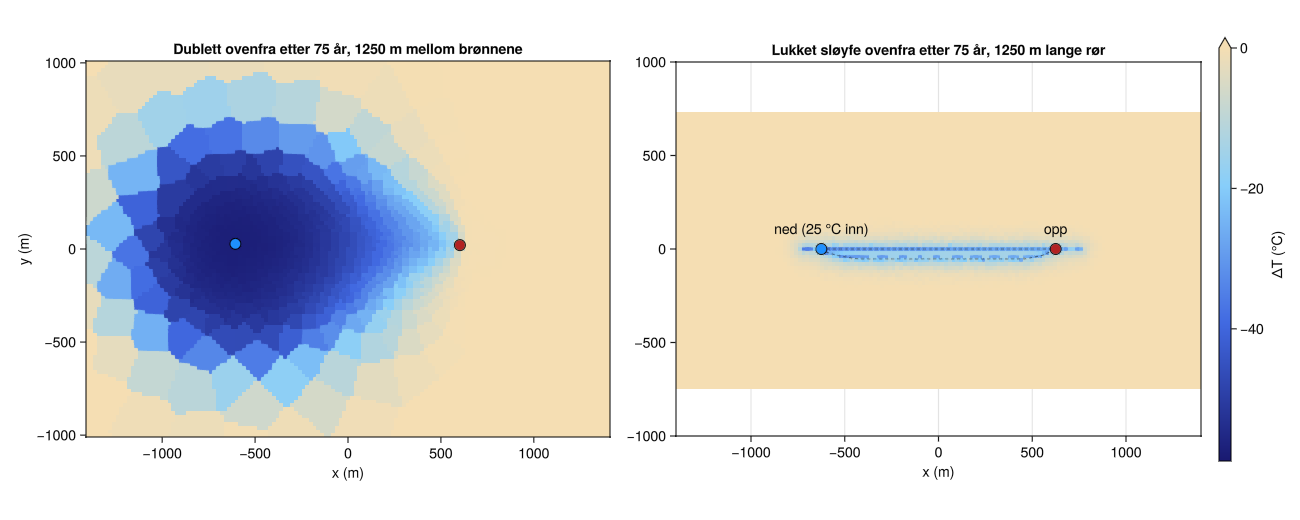 Dublett ovenfra etter 75 år, 1250 m mellom brønnene
1000
500
0
−500
−1000
y (m)
−1000
−500
0
500
1000
x (m)
Lukket sløyfe ovenfra etter 75 år, 1250 m lange rør
1000
500
0
−500
−1000
ned (25 °C inn)
opp
−1000
−500
0
500
1000
x (m)
0
−20
−40
ΔT (°C)